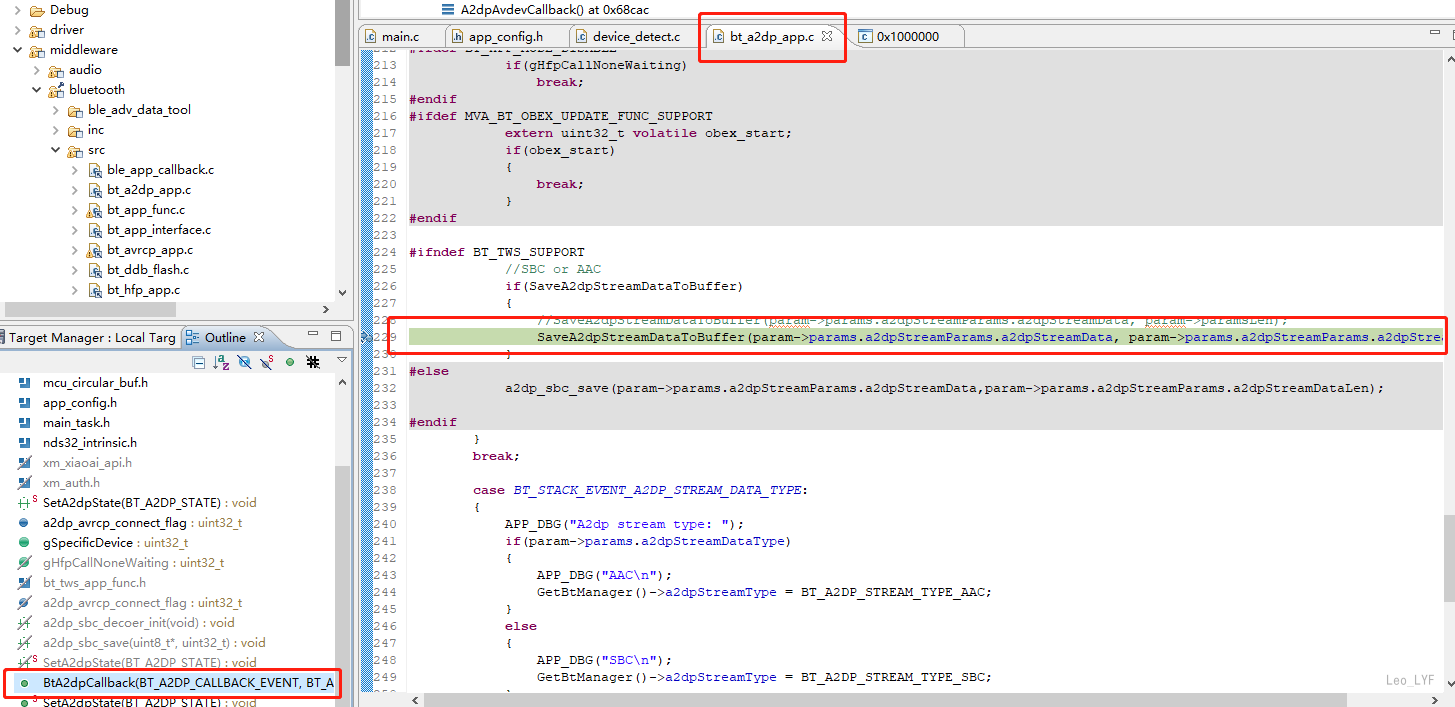 Debug
driver
middleware
audio
bluetooth
ble_adv_data_tool
inc
src
ble_app_callback.c
bt_a2dp_app.c
bt_app_func.c
bt_app_interface.c
bt_avrcp_app.c
bt_ddb_flash.c
bt_hfp_app.c
Target Manager : Local Targ
Outline
mcu_circular_buf.h
app_config.h
main_task.h
nds32_intrinsic.h
xm_xiaoai_api.h
xm_auth.h
SetA2dpState(BT_A2DP_STATE) : void
a2dp_avrcp_connect_flag : uint32_t
gSpecificDevice : uint32_t
gHfpCallNoneWaiting : uint32_t
bt_tws_app_func.h
a2dp_avrcp_connect_flag : uint32_t
a2dp_sbc_decoer_init(void) : void
a2dp_sbc_save(uint8_t*, uint32_t) : void
SetA2dpState(BT_A2DP_STATE) : void
BtA2dpCallback(BT_A2DP_CALLBACK_EVENT, BT_A
SetA2dpState(BT_A2DP_STATE) : void
A2dpAvdevCallback() at 0x68cac
main.c
app_config.h
device_detect.c
bt_a2dp_app.c
0x1000000
213 if(gHfpCallNoneWaiting)
214 break;
215 #endif
216 #ifdef MVA_BT_OBEX_UPDATE_FUNC_SUPPORT
217 extern uint32_t volatile obex_start;
218 if(obex_start)
219 {
220 break;
221 }
222 #endif
223
224 #ifndef BT_TWS_SUPPORT
225 //SBC or AAC
226 if(SaveA2dpStreamDataToBuffer)
227 {
228 //SaveA2dpStreamDataToBuffer(param->params.a2dpStreamParams.a2dpStreamData, param->paramsLen);
229 SaveA2dpStreamDataToBuffer(param->params.a2dpStreamParams.a2dpStreamData, param->params.a2dpStreamParams.a2dpStre
}
231 #else
232 a2dp_sbc_save(param->params.a2dpStreamParams.a2dpStreamData,param->params.a2dpStreamParams.a2dpStreamDataLen);
233
234 #endif
235 }
236 break;
237
238 case BT_STACK_EVENT_A2DP_STREAM_DATA_TYPE:
239 {
240 APP_DBG("A2dp stream type: ");
241 if(param->params.a2dpStreamDataType)
242 {
243 APP_DBG("AAC\n");
244 GetBtManager()->a2dpStreamType = BT_A2DP_STREAM_TYPE_AAC;
245 }
246 else
247 {
248 APP_DBG("SBC\n");
249 GetBtManager()->a2dpStreamType = BT_A2DP_STREAM_TYPE_SBC;
Leo_LYF